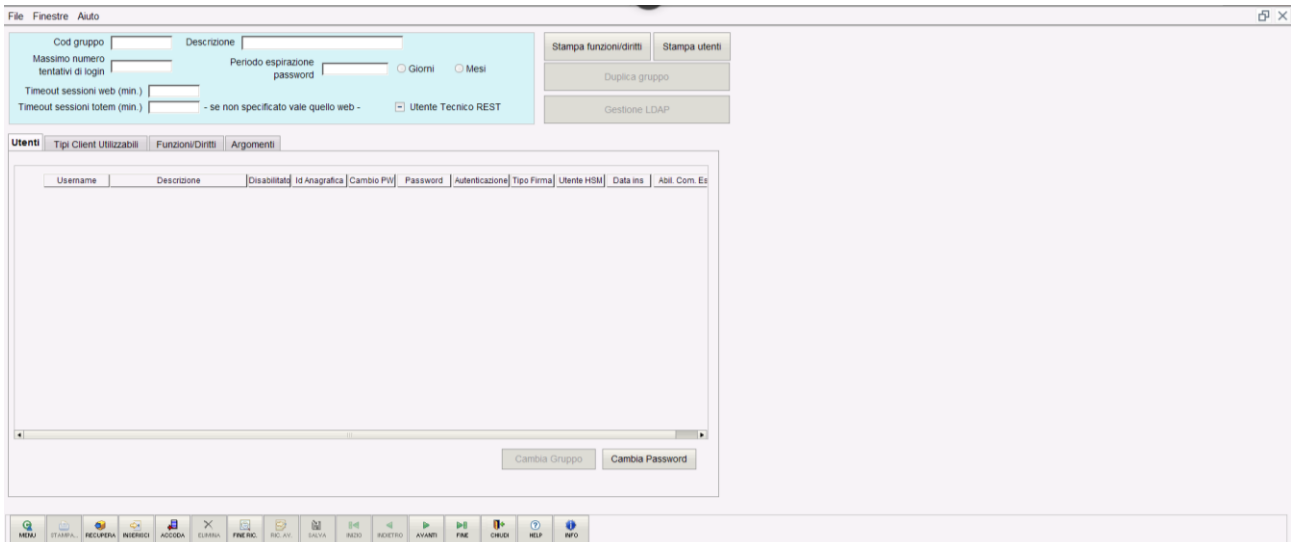 File Finestre Aiuto
Cod gruppo Descrizione Stampa funzioni/diritti Stampa utenti
Massimo numero tentativi di login Periodo espirazione password Giorni Mesi Duplica gruppo
Timeout sessioni web (min.)
Timeout sessioni totem (min.) - se non specificato vale quello web - Utente Tecnico REST Gestione LDAP
Utenti Tipi Client Utilizzabili Funzioni/Diritti Argomenti
Username Descrizione Disabilitato Id Anagrafica Cambio PW Password Autenticazione Tipo Firma Utente HSM Data ins Abil. Com. Es
Cambia Gruppo Cambia Password
MENU STAMPA... RECUPERA INSERISCI ACCODA ELIMINA FINE RIC. RIC. AV. SALVA INIZIO INDIETRO AVANTI FINE CHIUDI HELP INFO